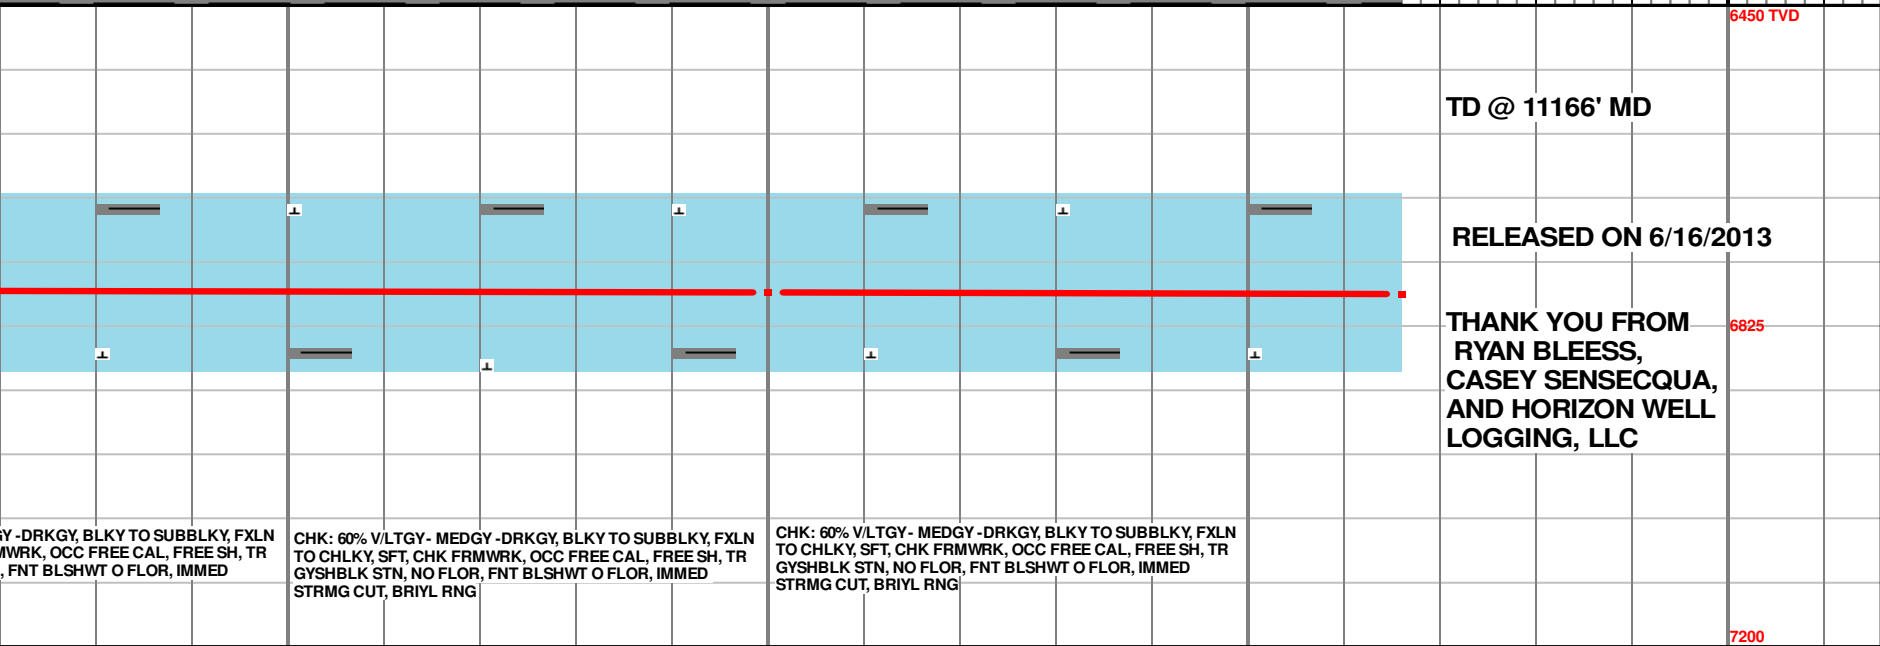 6450 TVD
TD @ 11166' MD
RELEASED ON 6/16/2013
THANK YOU FROM
RYAN BLEESS,
CASEY SENSECQUA,
AND HORIZON WELL
LOGGING, LLC
6825
GY -DRKGY, BLKY TO SUBBLKY, FXLN
MWRK, OCC FREE CAL, FREE SH, TR
, FNT BLSHWT O FLOR, IMMED
CHK: 60% V/LTGY- MEDGY -DRKGY, BLKY TO SUBBLKY, FXLN
TO CHLKY, SFT, CHK FRMWRK, OCC FREE CAL, FREE SH, TR
GYSHBLK STN, NO FLOR, FNT BLSHWT O FLOR, IMMED
STRMG CUT, BRIYL RNG
CHK: 60% V/LTGY- MEDGY -DRKGY, BLKY TO SUBBLKY, FXLN
TO CHLKY, SFT, CHK FRMWRK, OCC FREE CAL, FREE SH, TR
GYSHBLK STN, NO FLOR, FNT BLSHWT O FLOR, IMMED
STRMG CUT, BRIYL RNG
7200